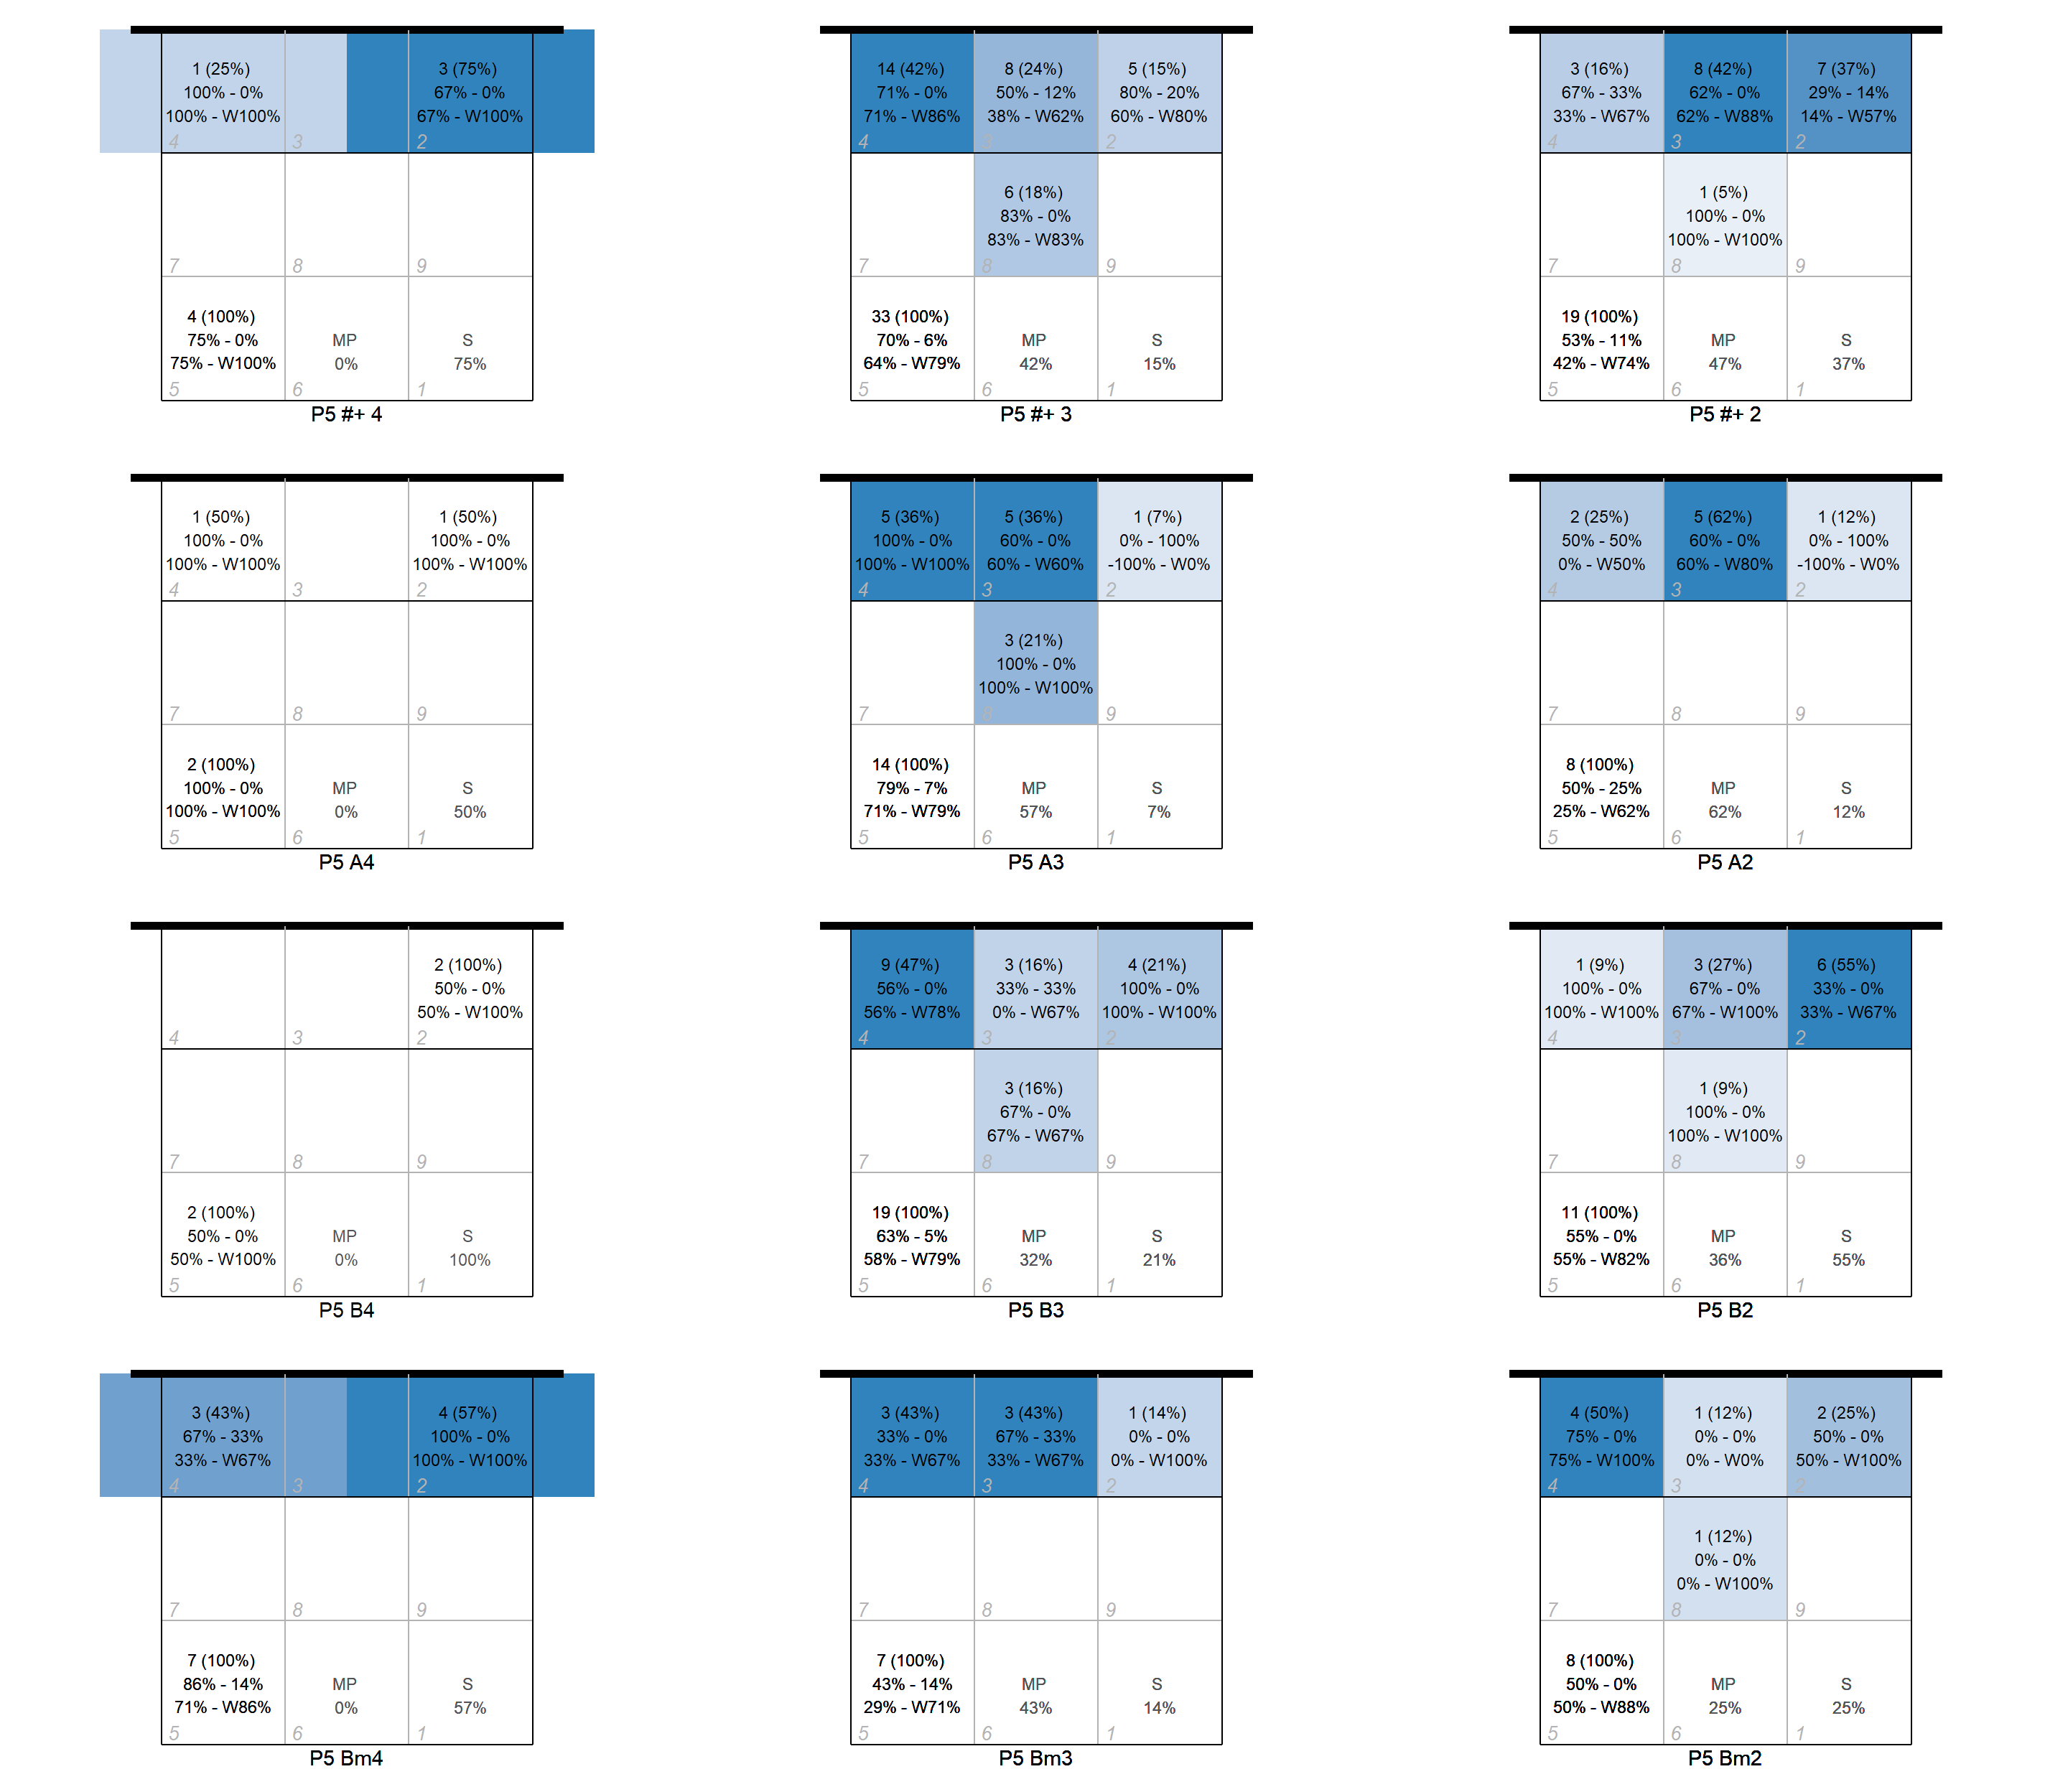 1 (25%)
100% - 0%
100% - W100%
4
3
3 (75%)
67% - 0%
67% - W100%
2
7
8
9
4 (100%)
75% - 0%
75% - W100%
5
MP
0%
6
S
75%
1
P5 #+ 4
14 (42%)
71% - 0%
71% - W86%
4
8 (24%)
50% - 12%
38% - W62%
3
5 (15%)
80% - 20%
60% - W80%
2
7
6 (18%)
83% - 0%
83% - W83%
8
9
33 (100%)
70% - 6%
64% - W79%
5
MP
42%
6
S
15%
1
P5 #+ 3
3 (16%)
67% - 33%
33% - W67%
4
8 (42%)
62% - 0%
62% - W88%
3
7 (37%)
29% - 14%
14% - W57%
2
7
1 (5%)
100% - 0%
100% - W100%
8
9
19 (100%)
53% - 11%
42% - W74%
5
MP
47%
6
S
37%
1
P5 #+ 2
1 (50%)
100% - 0%
100% - W100%
4
3
1 (50%)
100% - 0%
100% - W100%
2
7
8
9
2 (100%)
100% - 0%
100% - W100%
5
MP
0%
6
S
50%
1
P5 A4
5 (36%)
100% - 0%
100% - W100%
4
5 (36%)
60% - 0%
60% - W60%
3
1 (7%)
0% - 100%
-100% - W0%
2
7
3 (21%)
100% - 0%
100% - W100%
8
9
14 (100%)
79% - 7%
71% - W79%
5
MP
57%
6
S
7%
1
P5 A3
2 (25%)
50% - 50%
0% - W50%
4
5 (62%)
60% - 0%
60% - W80%
3
1 (12%)
0% - 100%
-100% - W0%
2
7
8
9
8 (100%)
50% - 25%
25% - W62%
5
MP
62%
6
S
12%
1
P5 A2
4
3
2 (100%)
50% - 0%
50% - W100%
2
7
8
9
2 (100%)
50% - 0%
50% - W100%
5
MP
0%
6
S
100%
1
P5 B4
9 (47%)
56% - 0%
56% - W78%
4
3 (16%)
33% - 33%
0% - W67%
3
4 (21%)
100% - 0%
100% - W100%
2
7
3 (16%)
67% - 0%
67% - W67%
8
9
19 (100%)
63% - 5%
58% - W79%
5
MP
32%
6
S
21%
1
P5 B3
1 (9%)
100% - 0%
100% - W100%
4
3 (27%)
67% - 0%
67% - W100%
3
6 (55%)
33% - 0%
33% - W67%
2
7
1 (9%)
100% - 0%
100% - W100%
8
9
11 (100%)
55% - 0%
55% - W82%
5
MP
36%
6
S
55%
1
P5 B2
3 (43%)
67% - 33%
33% - W67%
4
3
4 (57%)
100% - 0%
100% - W100%
2
7
8
9
7 (100%)
86% - 14%
71% - W86%
5
MP
0%
6
S
57%
1
P5 Bm4
3 (43%)
33% - 0%
33% - W67%
4
3 (43%)
67% - 33%
33% - W67%
3
1 (14%)
0% - 0%
0% - W100%
2
7
8
9
7 (100%)
43% - 14%
29% - W71%
5
MP
43%
6
S
14%
1
P5 Bm3
4 (50%)
75% - 0%
75% - W100%
4
1 (12%)
0% - 0%
0% - W0%
3
2 (25%)
50% - 0%
50% - W100%
2
7
1 (12%)
0% - 0%
0% - W100%
8
9
8 (100%)
50% - 0%
50% - W88%
5
MP
25%
6
S
25%
1
P5 Bm2